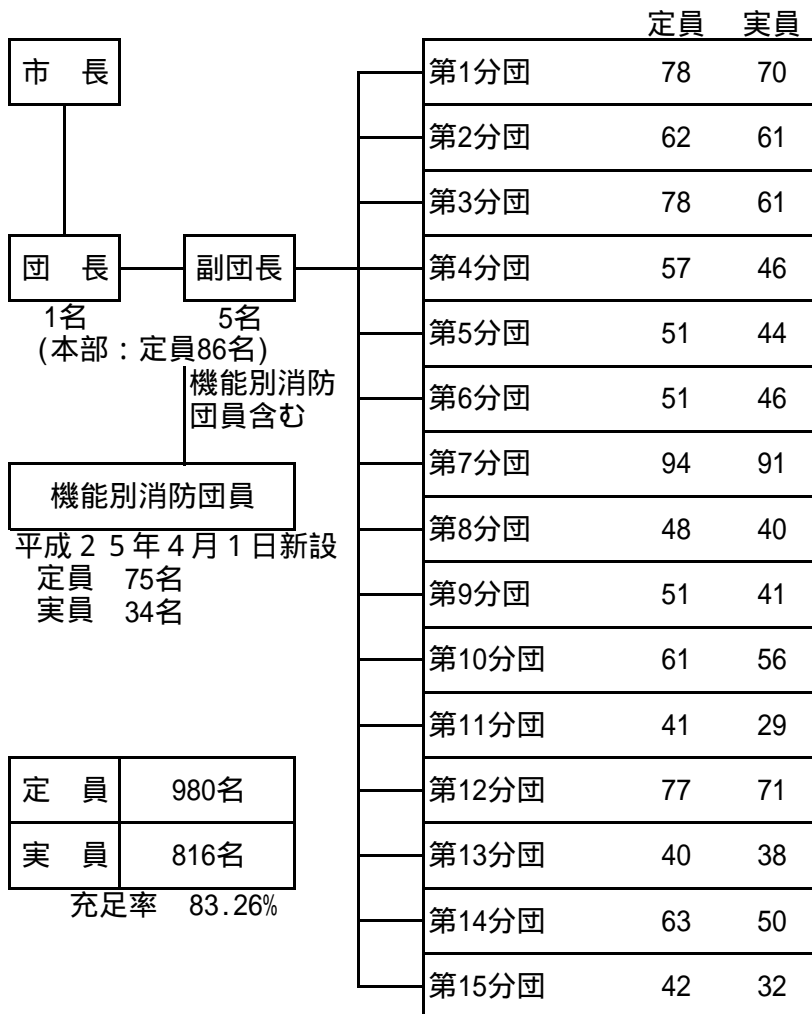 定員 実員
市 長
団 長
副団長
1名 5名
(本部：定員86名)
機能別消防
団員含む
機能別消防団員
平成２５年４月１日新設
定員 75名
実員 34名
定 員 980名
実 員 816名
充足率 83.26%
第1分団 78 70
第2分団 62 61
第3分団 78 61
第4分団 57 46
第5分団 51 44
第6分団 51 46
第7分団 94 91
第8分団 48 40
第9分団 51 41
第10分団 61 56
第11分団 41 29
第12分団 77 71
第13分団 40 38
第14分団 63 50
第15分団 42 32